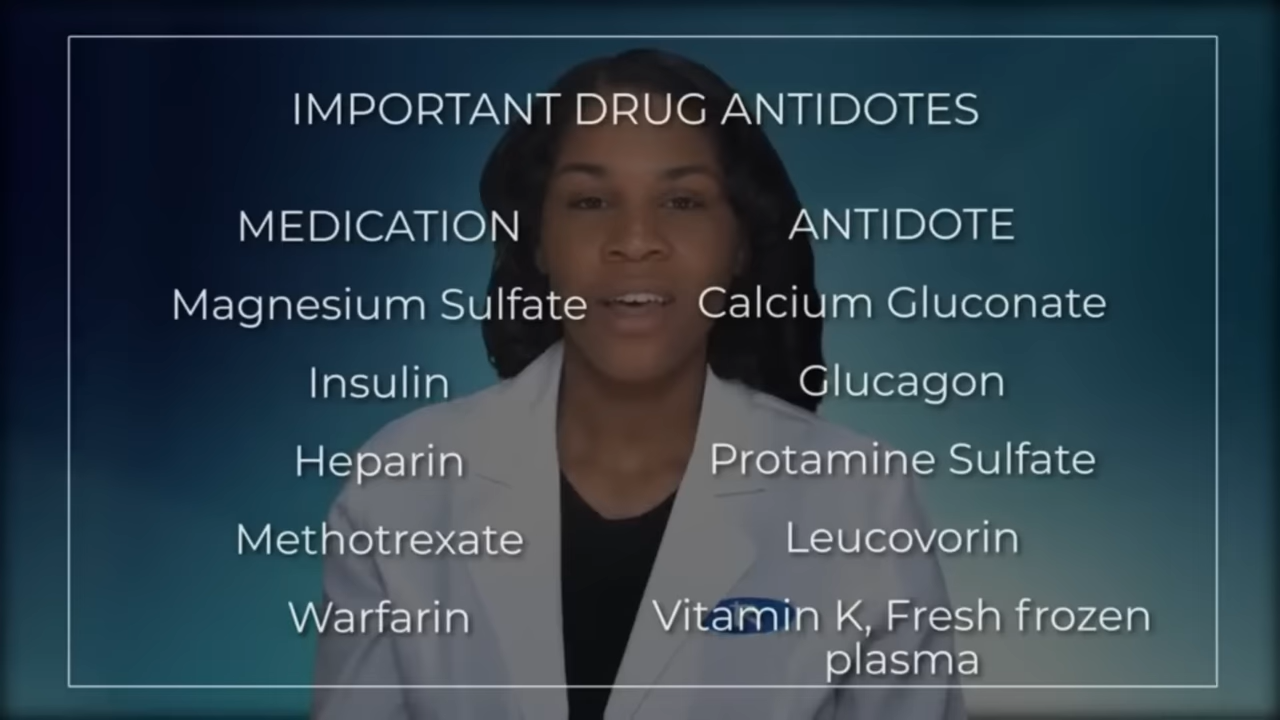 IMPORTANT DRUG ANTIDOTES
MEDICATION ANTIDOTE
Magnesium Sulfate Calcium Gluconate
Insulin Glucagon
Heparin Protamine Sulfate
Methotrexate Leucovorin
Warfarin Vitamin K, Fresh frozen
plasma